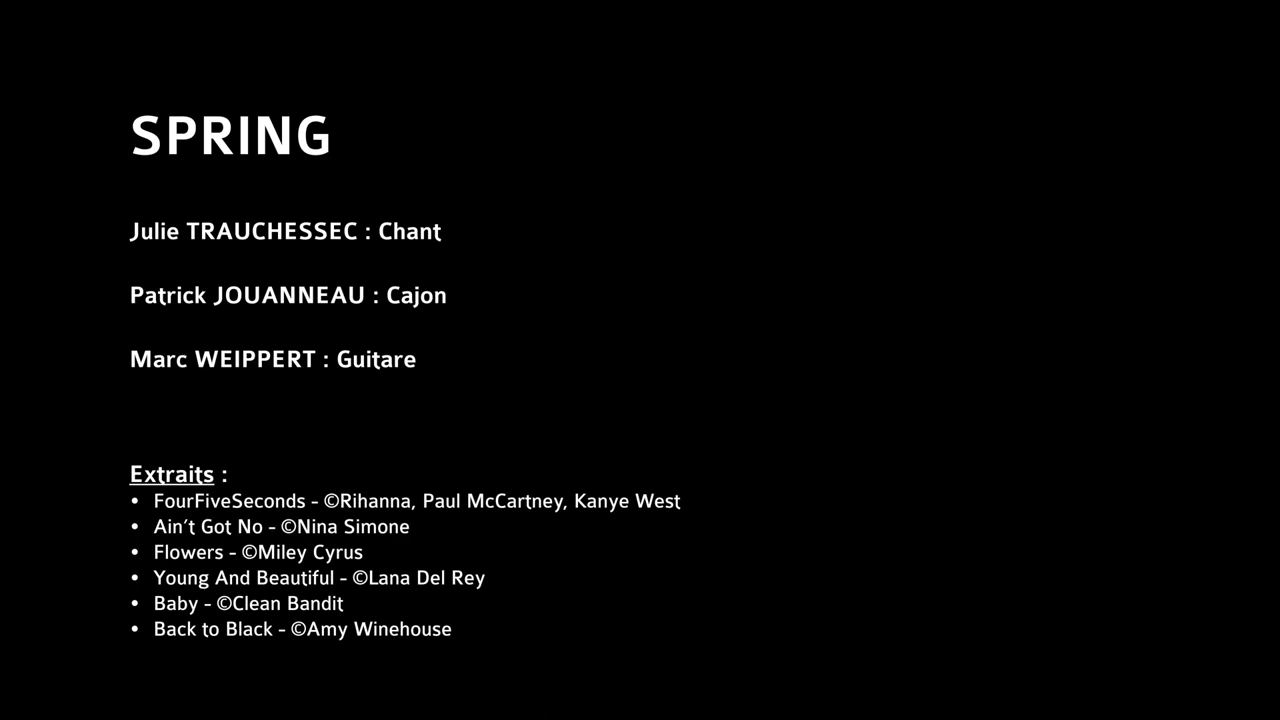 SPRING
Julie TRAUCHESSEC : Chant
Patrick JOUANNEAU : Cajon
Marc WEIPPERT : Guitare
Extraits :
• FourFiveSeconds - ©Rihanna, Paul McCartney, Kanye West
• Ain’t Got No - ©Nina Simone
• Flowers - ©Miley Cyrus
• Young And Beautiful - ©Lana Del Rey
• Baby - ©Clean Bandit
• Back to Black - ©Amy Winehouse